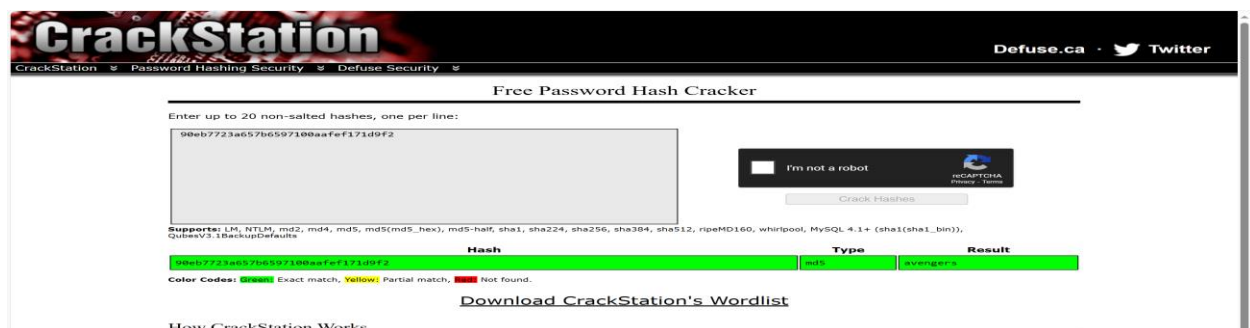 CrackStation
Defuse.ca · Twitter
CrackStation ⌄ Password Hashing Security ⌄ Defuse Security ⌄
Free Password Hash Cracker
Enter up to 20 non-salted hashes, one per line:
90eb7723a657b6597100aafef171d9f2
I'm not a robot
reCAPTCHA
Privacy - Terms
Crack Hashes
Supports: LM, NTLM, md2, md4, md5, md5(md5_hex), md5-half, sha1, sha224, sha256, sha384, sha512, ripeMD160, whirlpool, MySQL 4.1+ (sha1(sha1_bin)),
QubesV3.1BackupDefaults
Hash Type Result
90eb7723a657b6597100aafef171d9f2 md5 avengers
Color Codes: Green: Exact match, Yellow: Partial match, Red: Not found.
Download CrackStation's Wordlist
How CrackStation Works